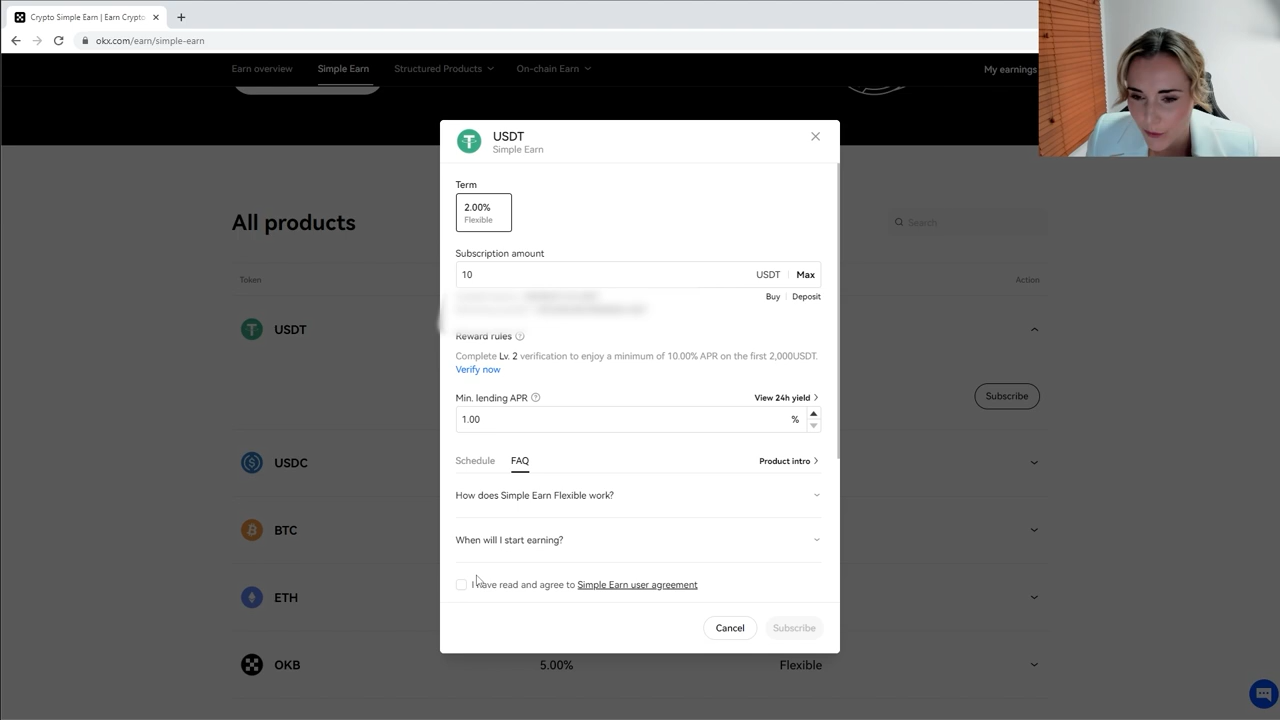 Crypto Simple Earn | Earn Crypto
okx.com/earn/simple-earn
Earn overview
Simple Earn
Structured Products
On-chain Earn
My earnings
USDT
Simple Earn
Term
2.00%
Flexible
Subscription amount
10 USDT Max
Buy Deposit
Reward rules
Complete Lv. 2 verification to enjoy a minimum of 10.00% APR on the first 2,000USDT.
Verify now
Min. lending APR View 24h yield
1.00 %
Schedule FAQ Product intro
How does Simple Earn Flexible work?
When will I start earning?
I have read and agree to Simple Earn user agreement
Cancel Subscribe
All products
Search
Token Action
USDT
Subscribe
USDC
BTC
ETH
OKB 5.00% Flexible